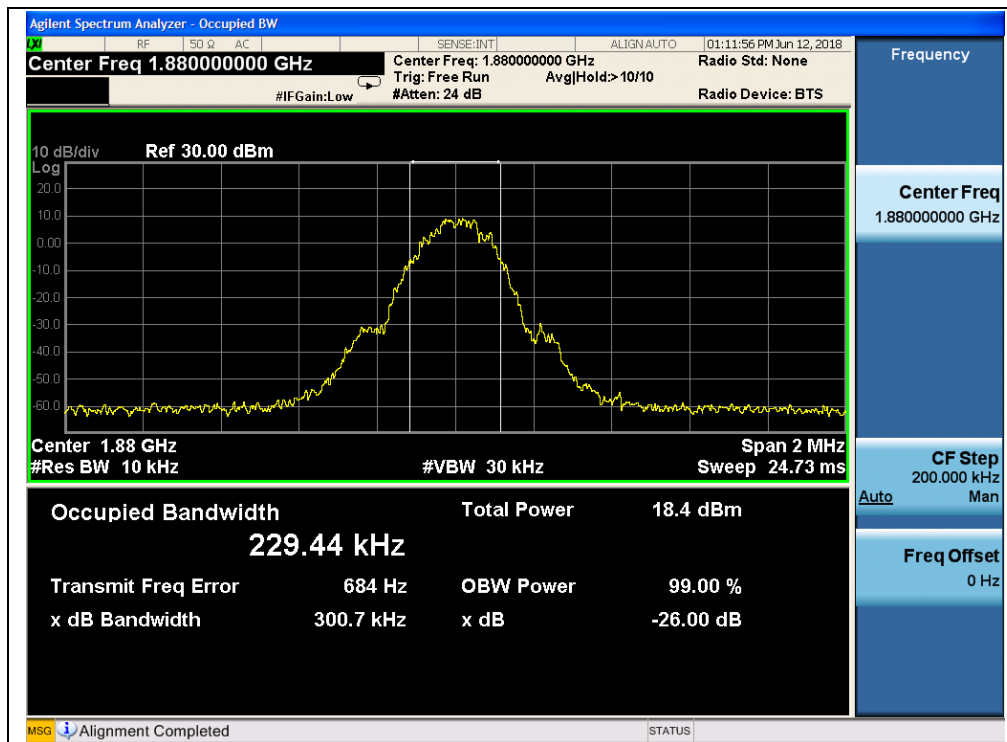 Agilent Spectrum Analyzer - Occupied BW
LXI RF 50 Ω AC SENSE:INT ALIGN AUTO 01:11:56 PM Jun 12, 2018
Center Freq 1.880000000 GHz
Center Freq: 1.880000000 GHz
Radio Std: None
Trig: Free Run Avg|Hold:> 10/10
#IFGain:Low
#Atten: 24 dB
Radio Device: BTS
10 dB/div Ref 30.00 dBm
Log
20.0
10.0
0.00
-10.0
-20.0
-30.0
-40.0
-50.0
-60.0
Center 1.88 GHz Span 2 MHz
#Res BW 10 kHz #VBW 30 kHz Sweep 24.73 ms
Occupied Bandwidth Total Power 18.4 dBm
229.44 kHz
Transmit Freq Error 684 Hz OBW Power 99.00 %
x dB Bandwidth 300.7 kHz x dB -26.00 dB
Frequency
Center Freq
1.880000000 GHz
CF Step
200.000 kHz
Auto Man
Freq Offset
0 Hz
MSG Alignment Completed STATUS